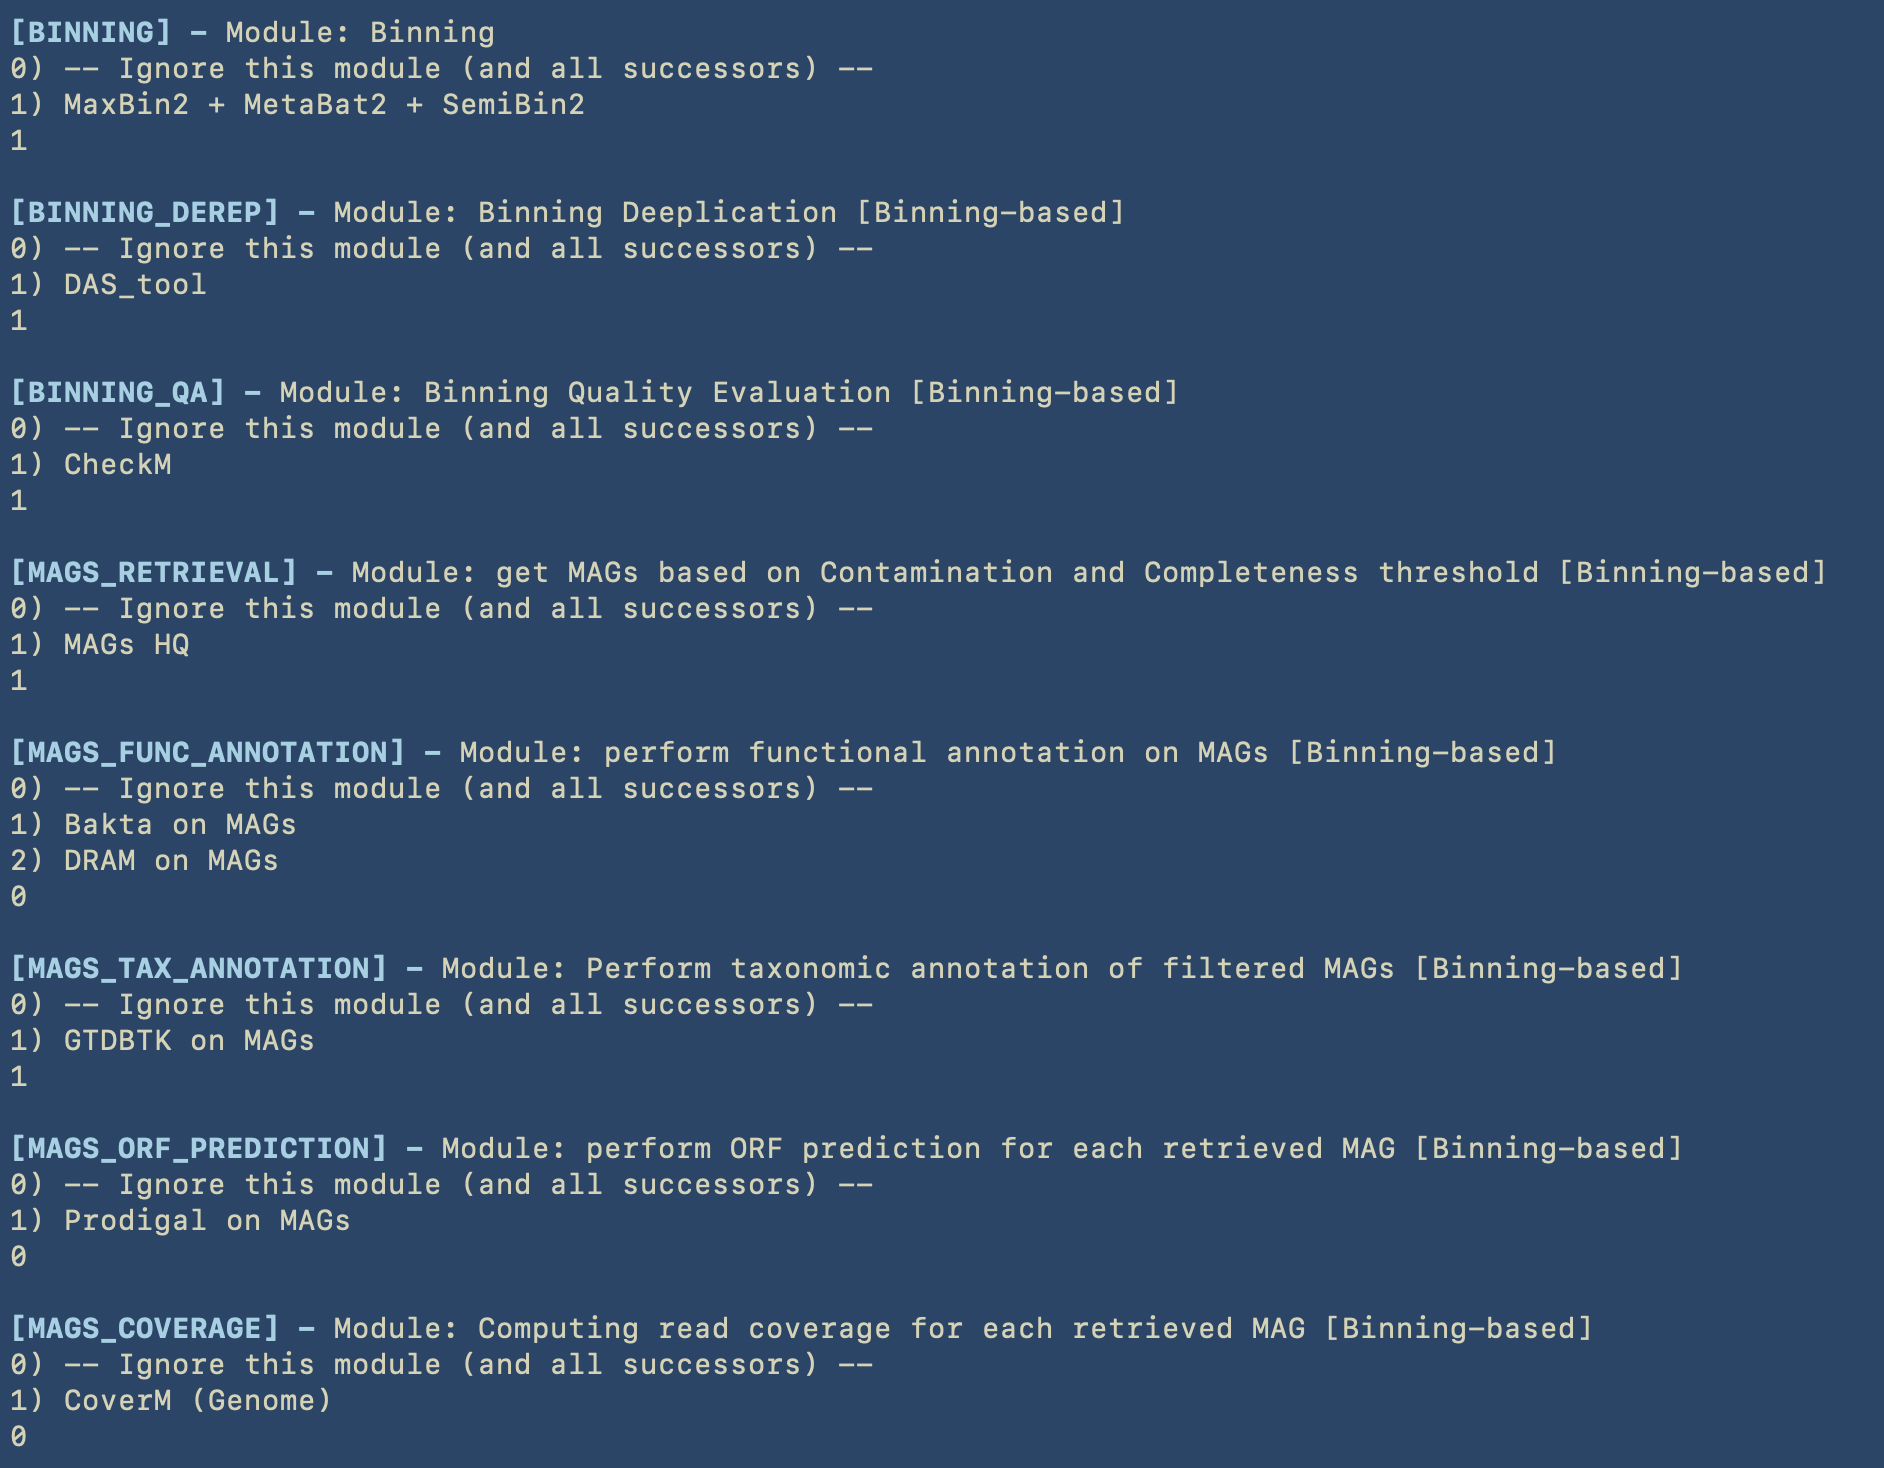 [BINNING] – Module: Binning
0) -- Ignore this module (and all successors) --
1) MaxBin2 + MetaBat2 + SemiBin2
1
[BINNING_DEREP] – Module: Binning Deeplication [Binning-based]
0) -- Ignore this module (and all successors) --
1) DAS_tool
1
[BINNING_QA] – Module: Binning Quality Evaluation [Binning-based]
0) -- Ignore this module (and all successors) --
1) CheckM
1
[MAGS_RETRIEVAL] – Module: get MAGs based on Contamination and Completeness threshold [Binning-based]
0) -- Ignore this module (and all successors) --
1) MAGs HQ
1
[MAGS_FUNC_ANNOTATION] – Module: perform functional annotation on MAGs [Binning-based]
0) -- Ignore this module (and all successors) --
1) Bakta on MAGs
2) DRAM on MAGs
0
[MAGS_TAX_ANNOTATION] – Module: Perform taxonomic annotation of filtered MAGs [Binning-based]
0) -- Ignore this module (and all successors) --
1) GTDBTK on MAGs
1
[MAGS_ORF_PREDICTION] – Module: perform ORF prediction for each retrieved MAG [Binning-based]
0) -- Ignore this module (and all successors) --
1) Prodigal on MAGs
0
[MAGS_COVERAGE] – Module: Computing read coverage for each retrieved MAG [Binning-based]
0) -- Ignore this module (and all successors) --
1) CoverM (Genome)
0